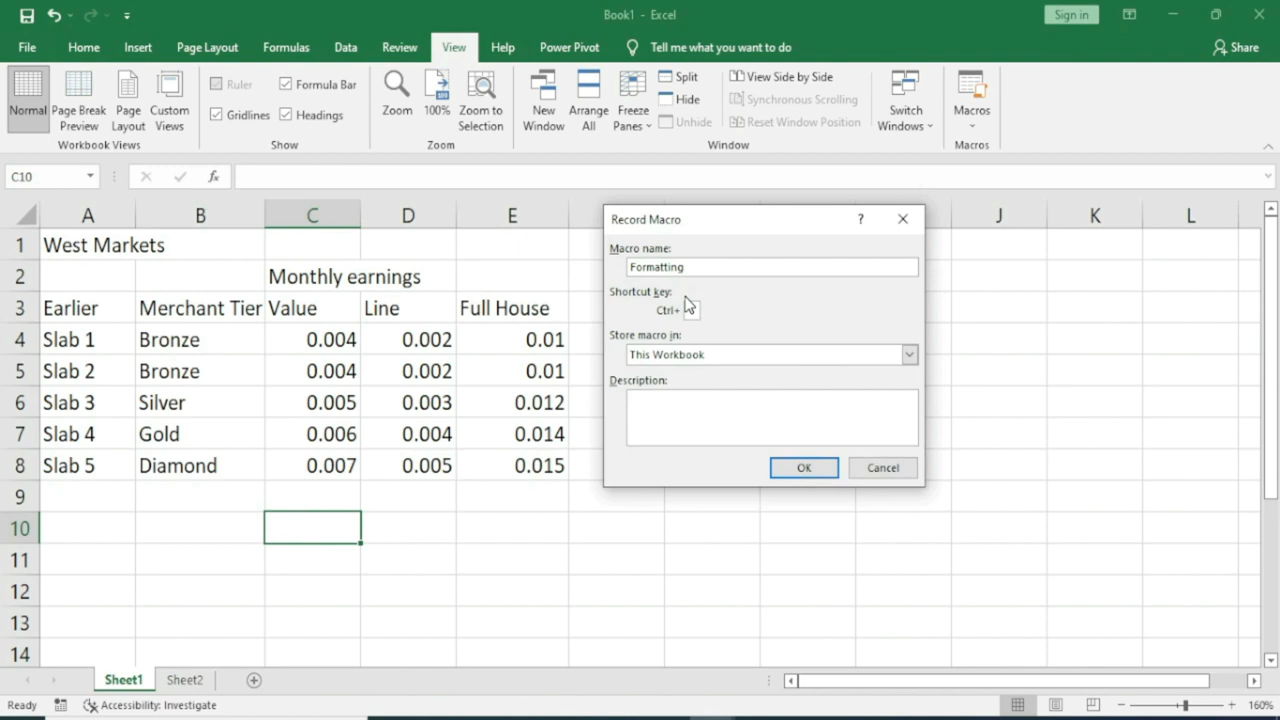 Book1 - Excel
Sign in
File Home Insert Page Layout Formulas Data Review View Help Power Pivot Tell me what you want to do Share
Normal
Page Break Preview
Page Layout
Custom Views
Workbook Views
Ruler
Formula Bar
Gridlines
Headings
Show
Zoom
100%
Zoom to Selection
Zoom
New Window
Arrange All
Freeze Panes
Split
Hide
Unhide
View Side by Side
Synchronous Scrolling
Reset Window Position
Window
Switch Windows
Macros
Macros
C10
fx
A B C D E J K L
1 West Markets
2 Monthly earnings
3 Earlier Merchant Tier Value Line Full House
4 Slab 1 Bronze 0.004 0.002 0.01
5 Slab 2 Bronze 0.004 0.002 0.01
6 Slab 3 Silver 0.005 0.003 0.012
7 Slab 4 Gold 0.006 0.004 0.014
8 Slab 5 Diamond 0.007 0.005 0.015
9
10
11
12
13
14
Record Macro ?
Macro name:
Formatting
Shortcut key:
Ctrl+
Store macro in:
This Workbook
Description:
OK Cancel
Sheet1 Sheet2
Ready Accessibility: Investigate 160%